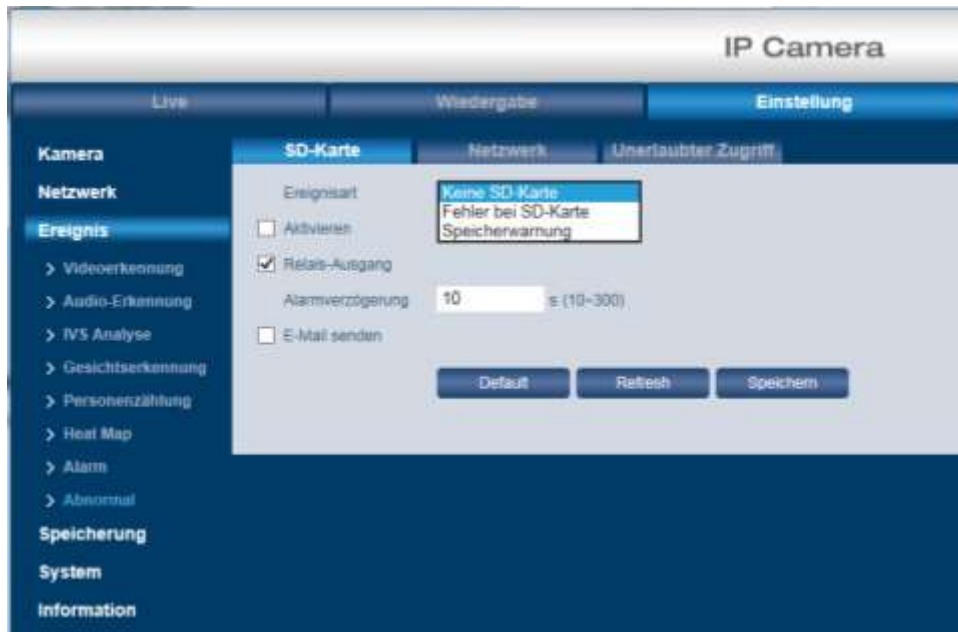 IP Camera
Live
Wiedergabe
Einstellung
Kamera
Netzwerk
Ereignis
> Videoerkennung
> Audio-Erkennung
> IVS Analyse
> Gesichtserkennung
> Personenzählung
> Heat Map
> Alarm
> Abnormal
Speicherung
System
Information
SD-Karte
Netzwerk
Unerlaubter Zugriff
Ereignisart
Keine SD-Karte
Fehler bei SD-Karte
Speicherwarnung
Aktivieren
Relais-Ausgang
Alarmverzögerung 10 s (10~300)
E-Mail senden
Default
Refresh
Speichern